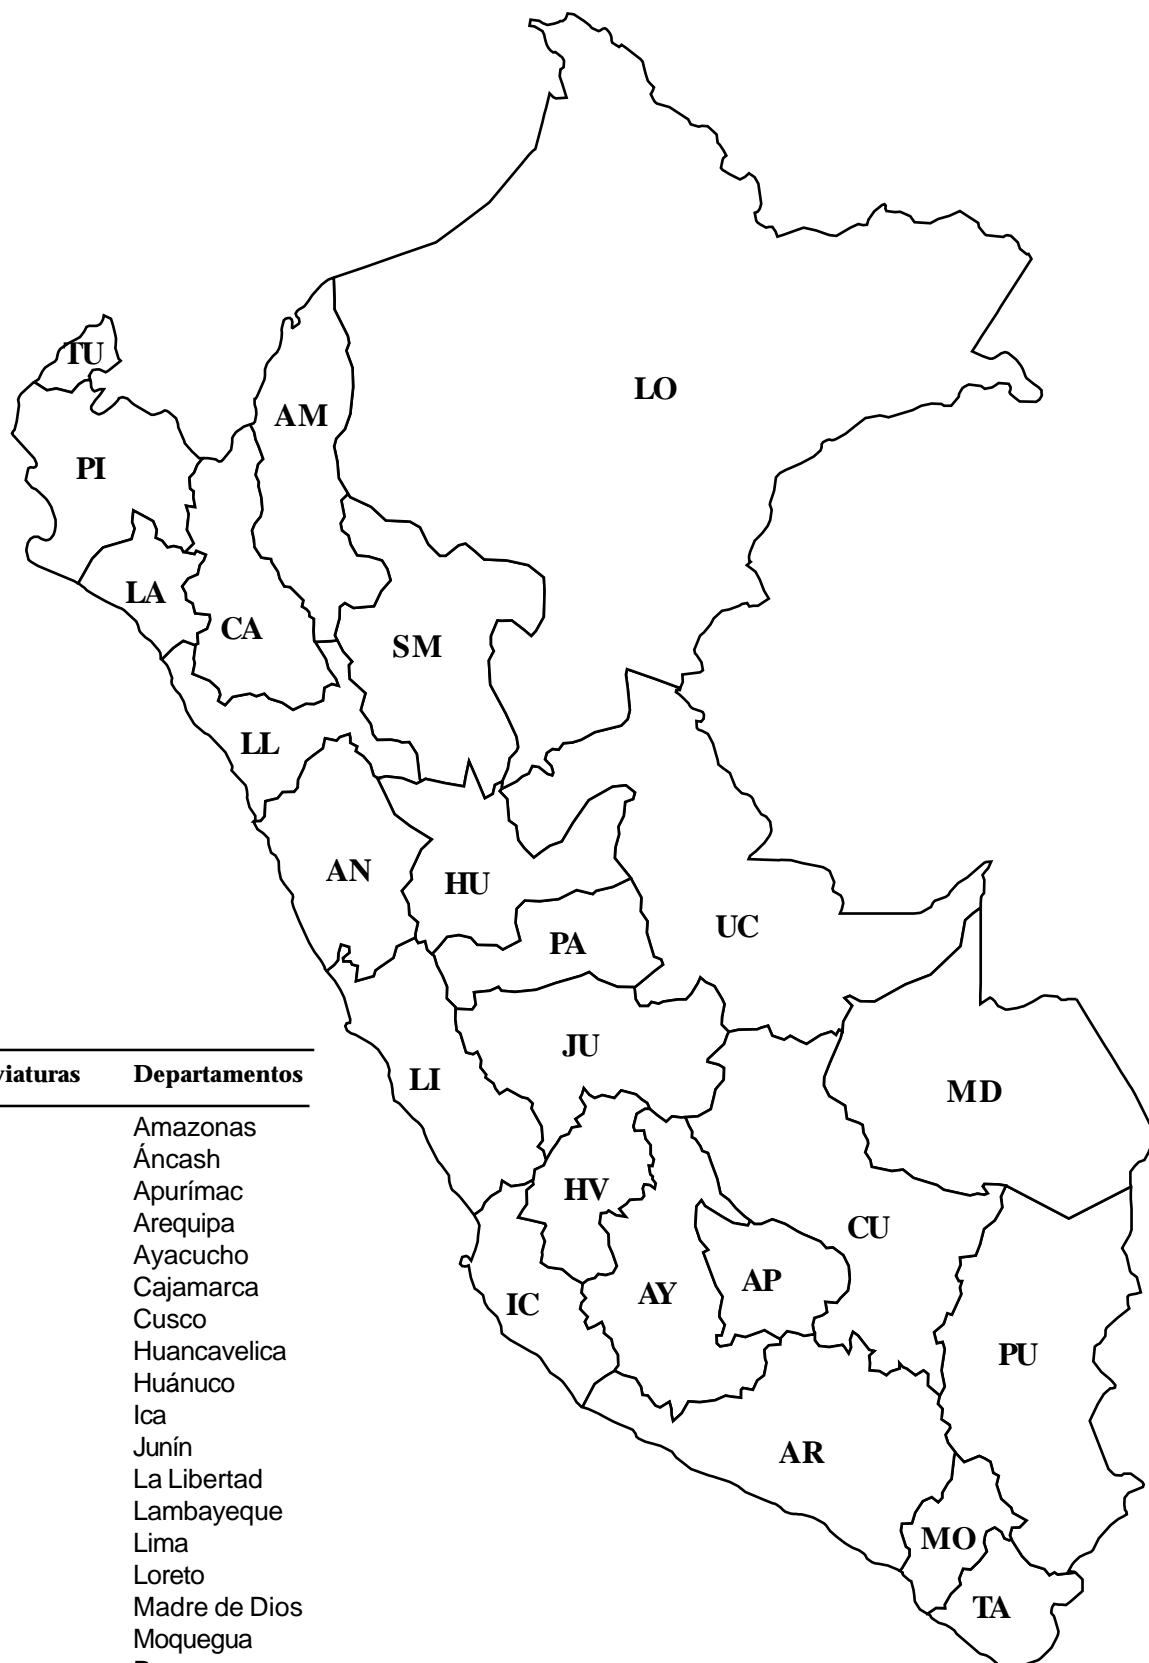 TU
LO
AM
PI
LA
CA
SM
LL
AN
HU
UC
PA
JU
LI
MD
HV
CU
AP
AY
IC
PU
AR
MO
TA
viaturas Departamentos
Amazonas
Áncash
Apurímac
Arequipa
Ayacucho
Cajamarca
Cusco
Huancavelica
Huánuco
Ica
Junín
La Libertad
Lambayeque
Lima
Loreto
Madre de Dios
Moquegua